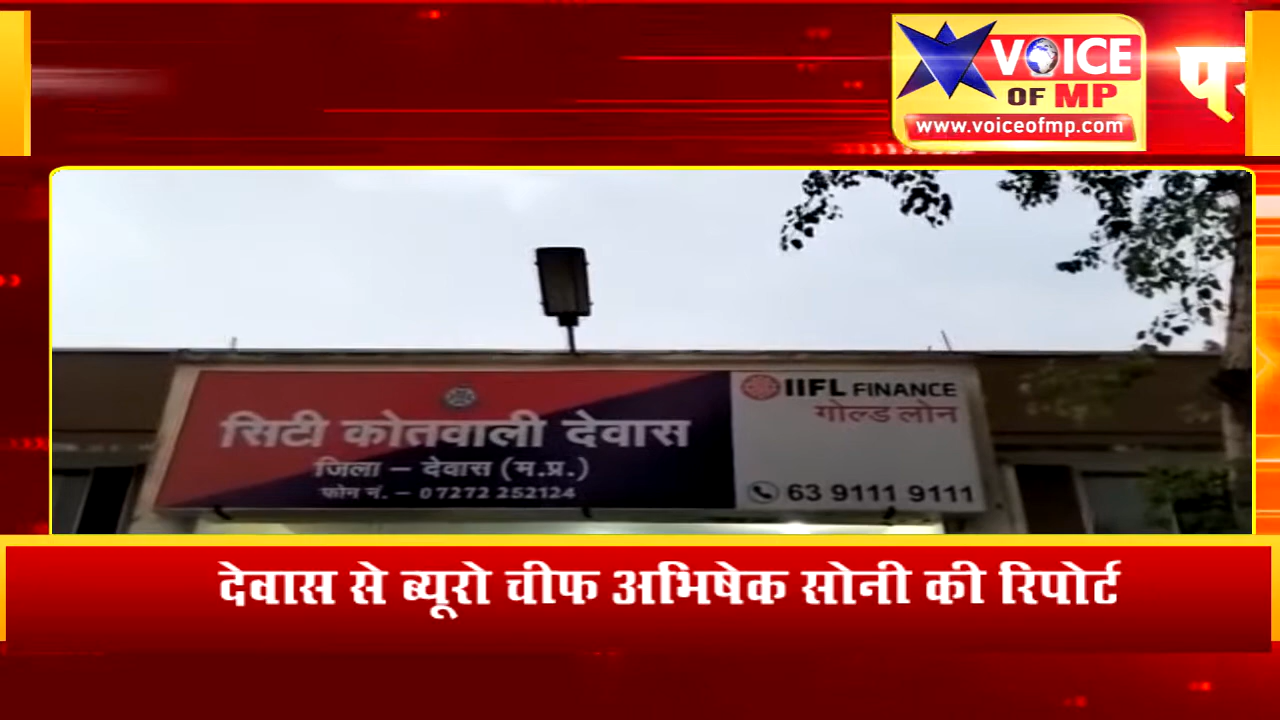 VOICE
OF MP
www.voiceofmp.com
सिटी कोतवाली देवास
जिला – देवास (म.प्र.)
फोन नं. – 07272 252124
IIFL FINANCE
गोल्ड लोन
63 9111 9111
देवास से ब्यूरो चीफ अभिषेक सोनी की रिपोर्ट